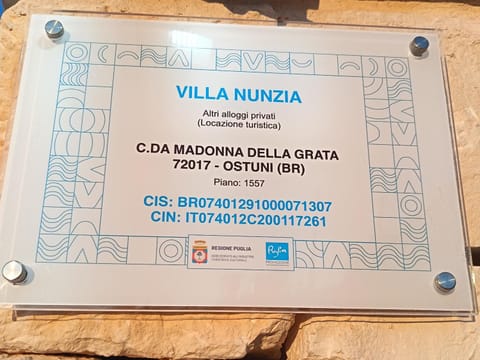 VILLA NUNZIA
Altri alloggi privati
(Locazione turistica)
C.DA MADONNA DELLA GRATA
72017 - OSTUNI (BR)
Piano: 1557
CIS: BR07401291000071307
CIN: IT074012C200117261
REGIONE PUGLIA